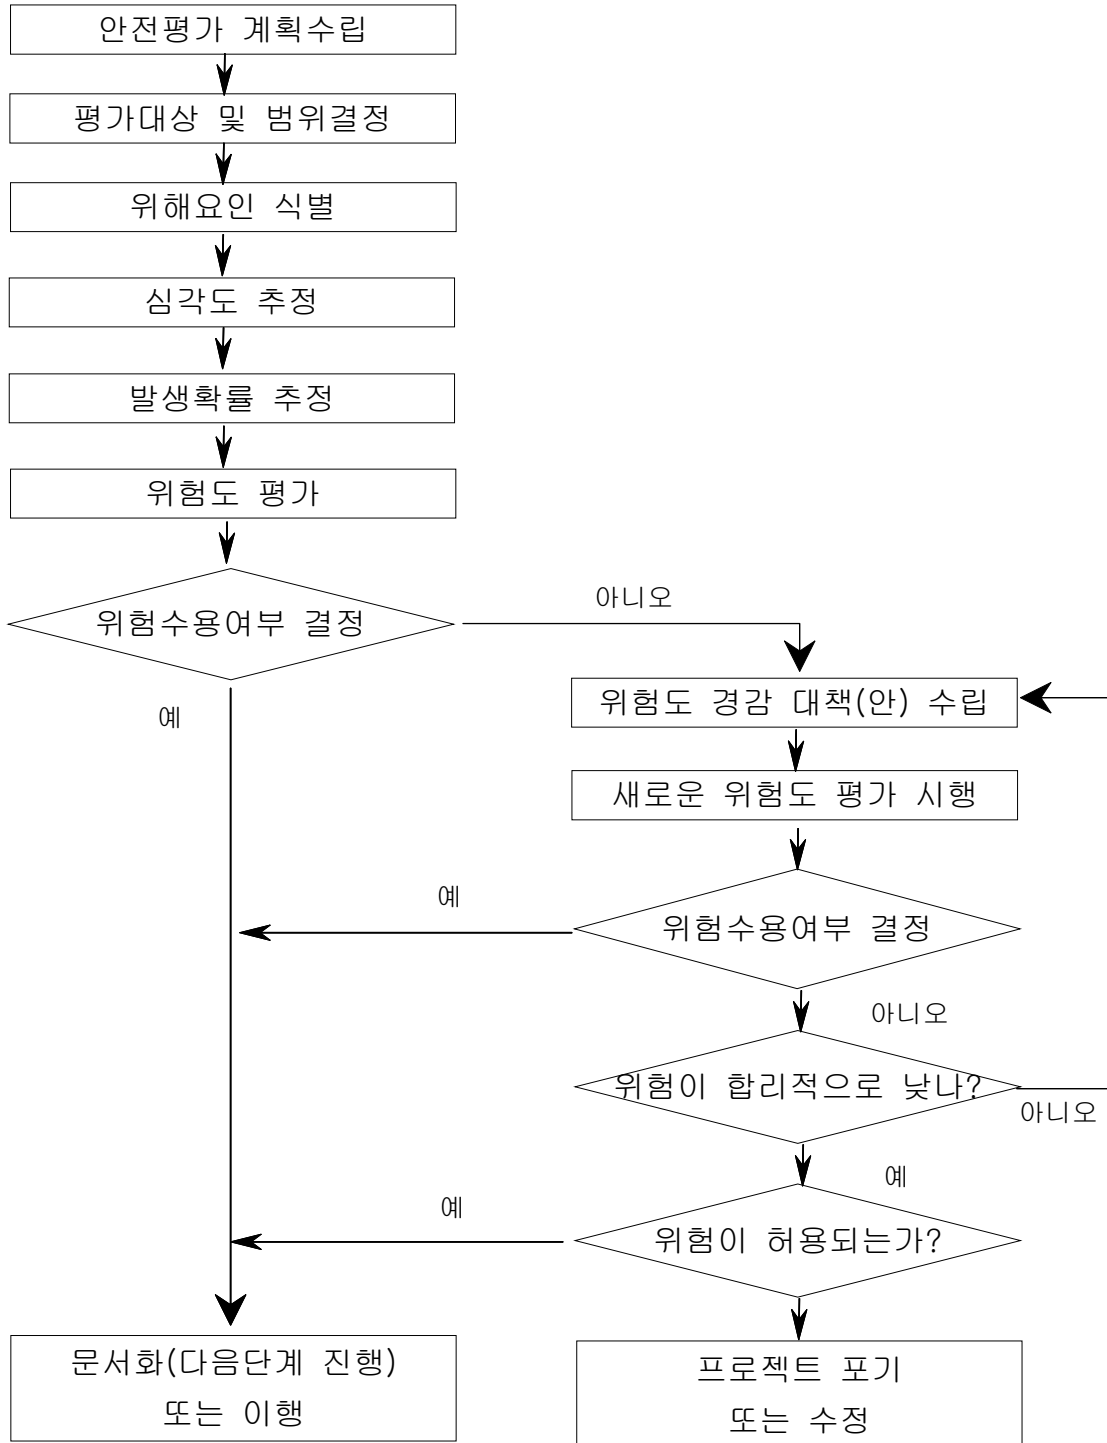 안전평가 계획수립
평가대상 및 범위결정
위해요인 식별
심각도 추정
발생확률 추정
위험도 평가
위험수용여부 결정
아니오
예
위험도 경감 대책(안) 수립
새로운 위험도 평가 시행
예
위험수용여부 결정
아니오
위험이 합리적으로 낮나?
아니오
예
예
위험이 허용되는가?
문서화(다음단계 진행)
또는 이행
프로젝트 포기
또는 수정